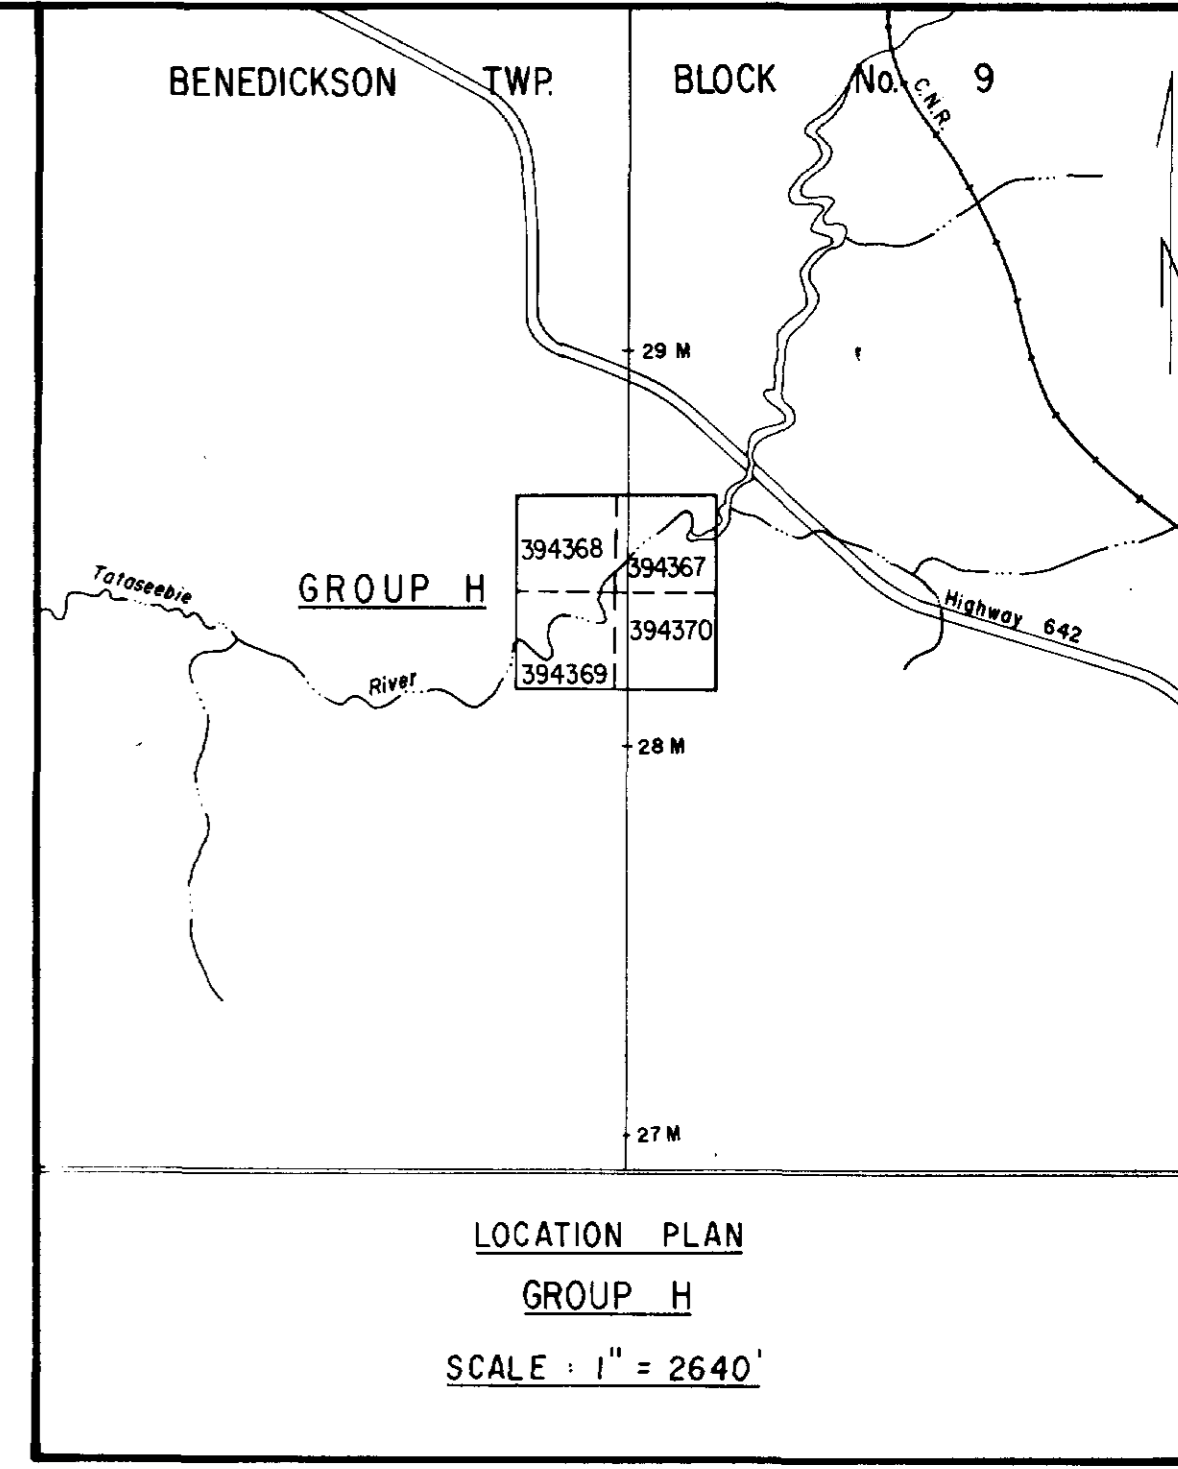 BENEDICKSON TWP. BLOCK No. 9
C.N.R.
29 M
394368
394367
Tataseebie
GROUP H
Highway 642
394370
394369
River
28 M
27 M
LOCATION PLAN
GROUP H
SCALE : 1" = 2640'